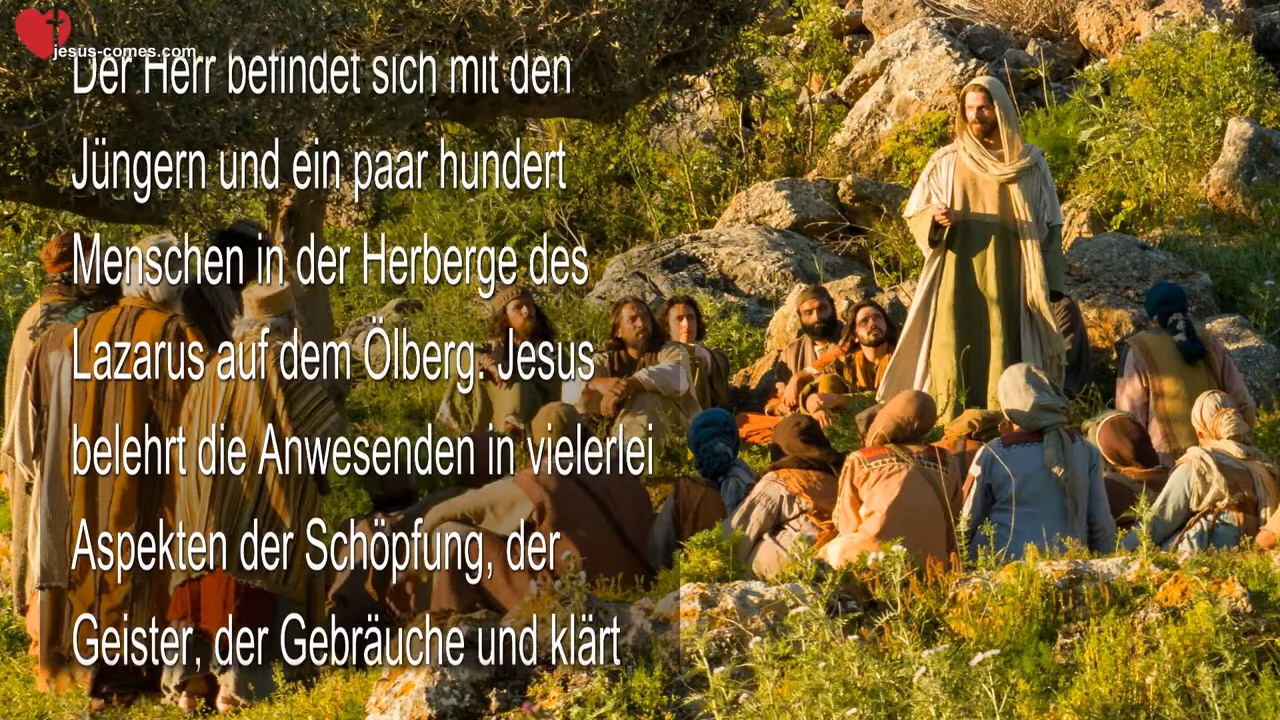 jesus-comes.com
Der Herr befindet sich mit den
Jüngern und ein paar hundert
Menschen in der Herberge des
Lazarus auf dem Ölberg. Jesus
belehrt die Anwesenden in vielerlei
Aspekten der Schöpfung, der
Geister, der Gebräuche und klärt